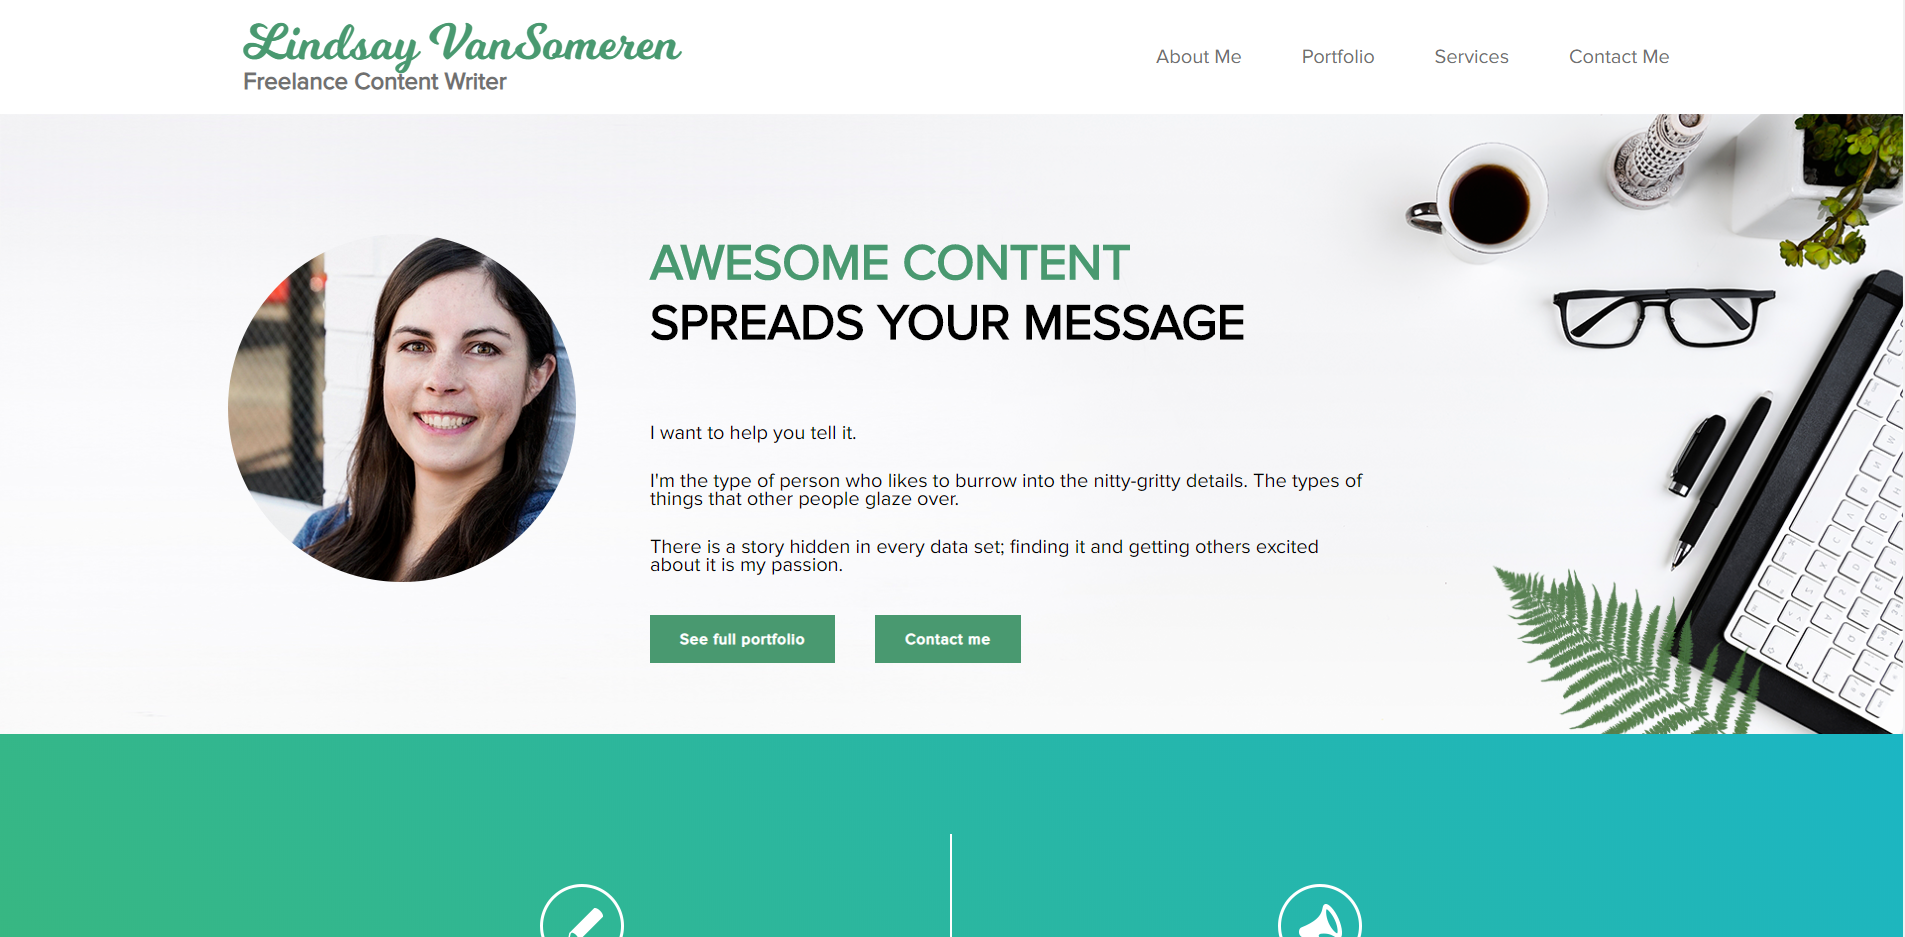 Lindsay VanSomeren
Freelance Content Writer
About Me
Portfolio
Services
Contact Me
AWESOME CONTENT
SPREADS YOUR MESSAGE
I want to help you tell it.
I'm the type of person who likes to burrow into the nitty-gritty details. The types of
things that other people glaze over.
There is a story hidden in every data set; finding it and getting others excited
about it is my passion.
See full portfolio
Contact me